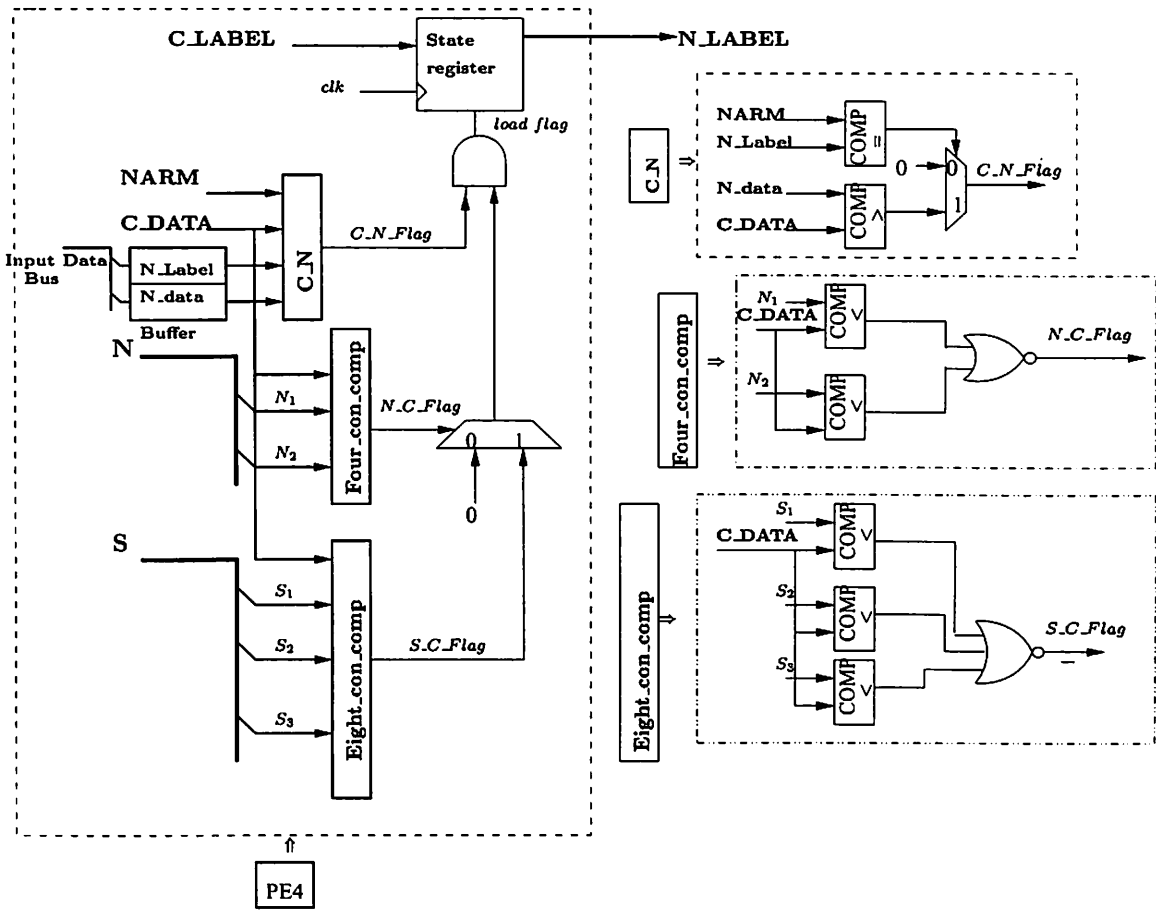 C_LABEL
State
register
N_LABEL
clk
load flag
NARM
C_DATA
Input Data
Bus
N_Label
N_data
Buffer
C_N
C_N_Flag
N
N1
N2
Four_con_comp
N_C_Flag
0 1
0
S
S1
S2
S3
Eight_con_comp
S_C_Flag
⇑
PE4
C_N
⇒
NARM
N_Label
COMP
=
N_data
C_DATA
COMP
>
0
0
1
C_N_Flag
Four_con_comp
⇒
N1
C_DATA
COMP
<
N2
COMP
<
N_C_Flag
Eight_con_comp
⇒
S1
C_DATA
COMP
<
S2
COMP
<
S3
COMP
<
S_C_Flag